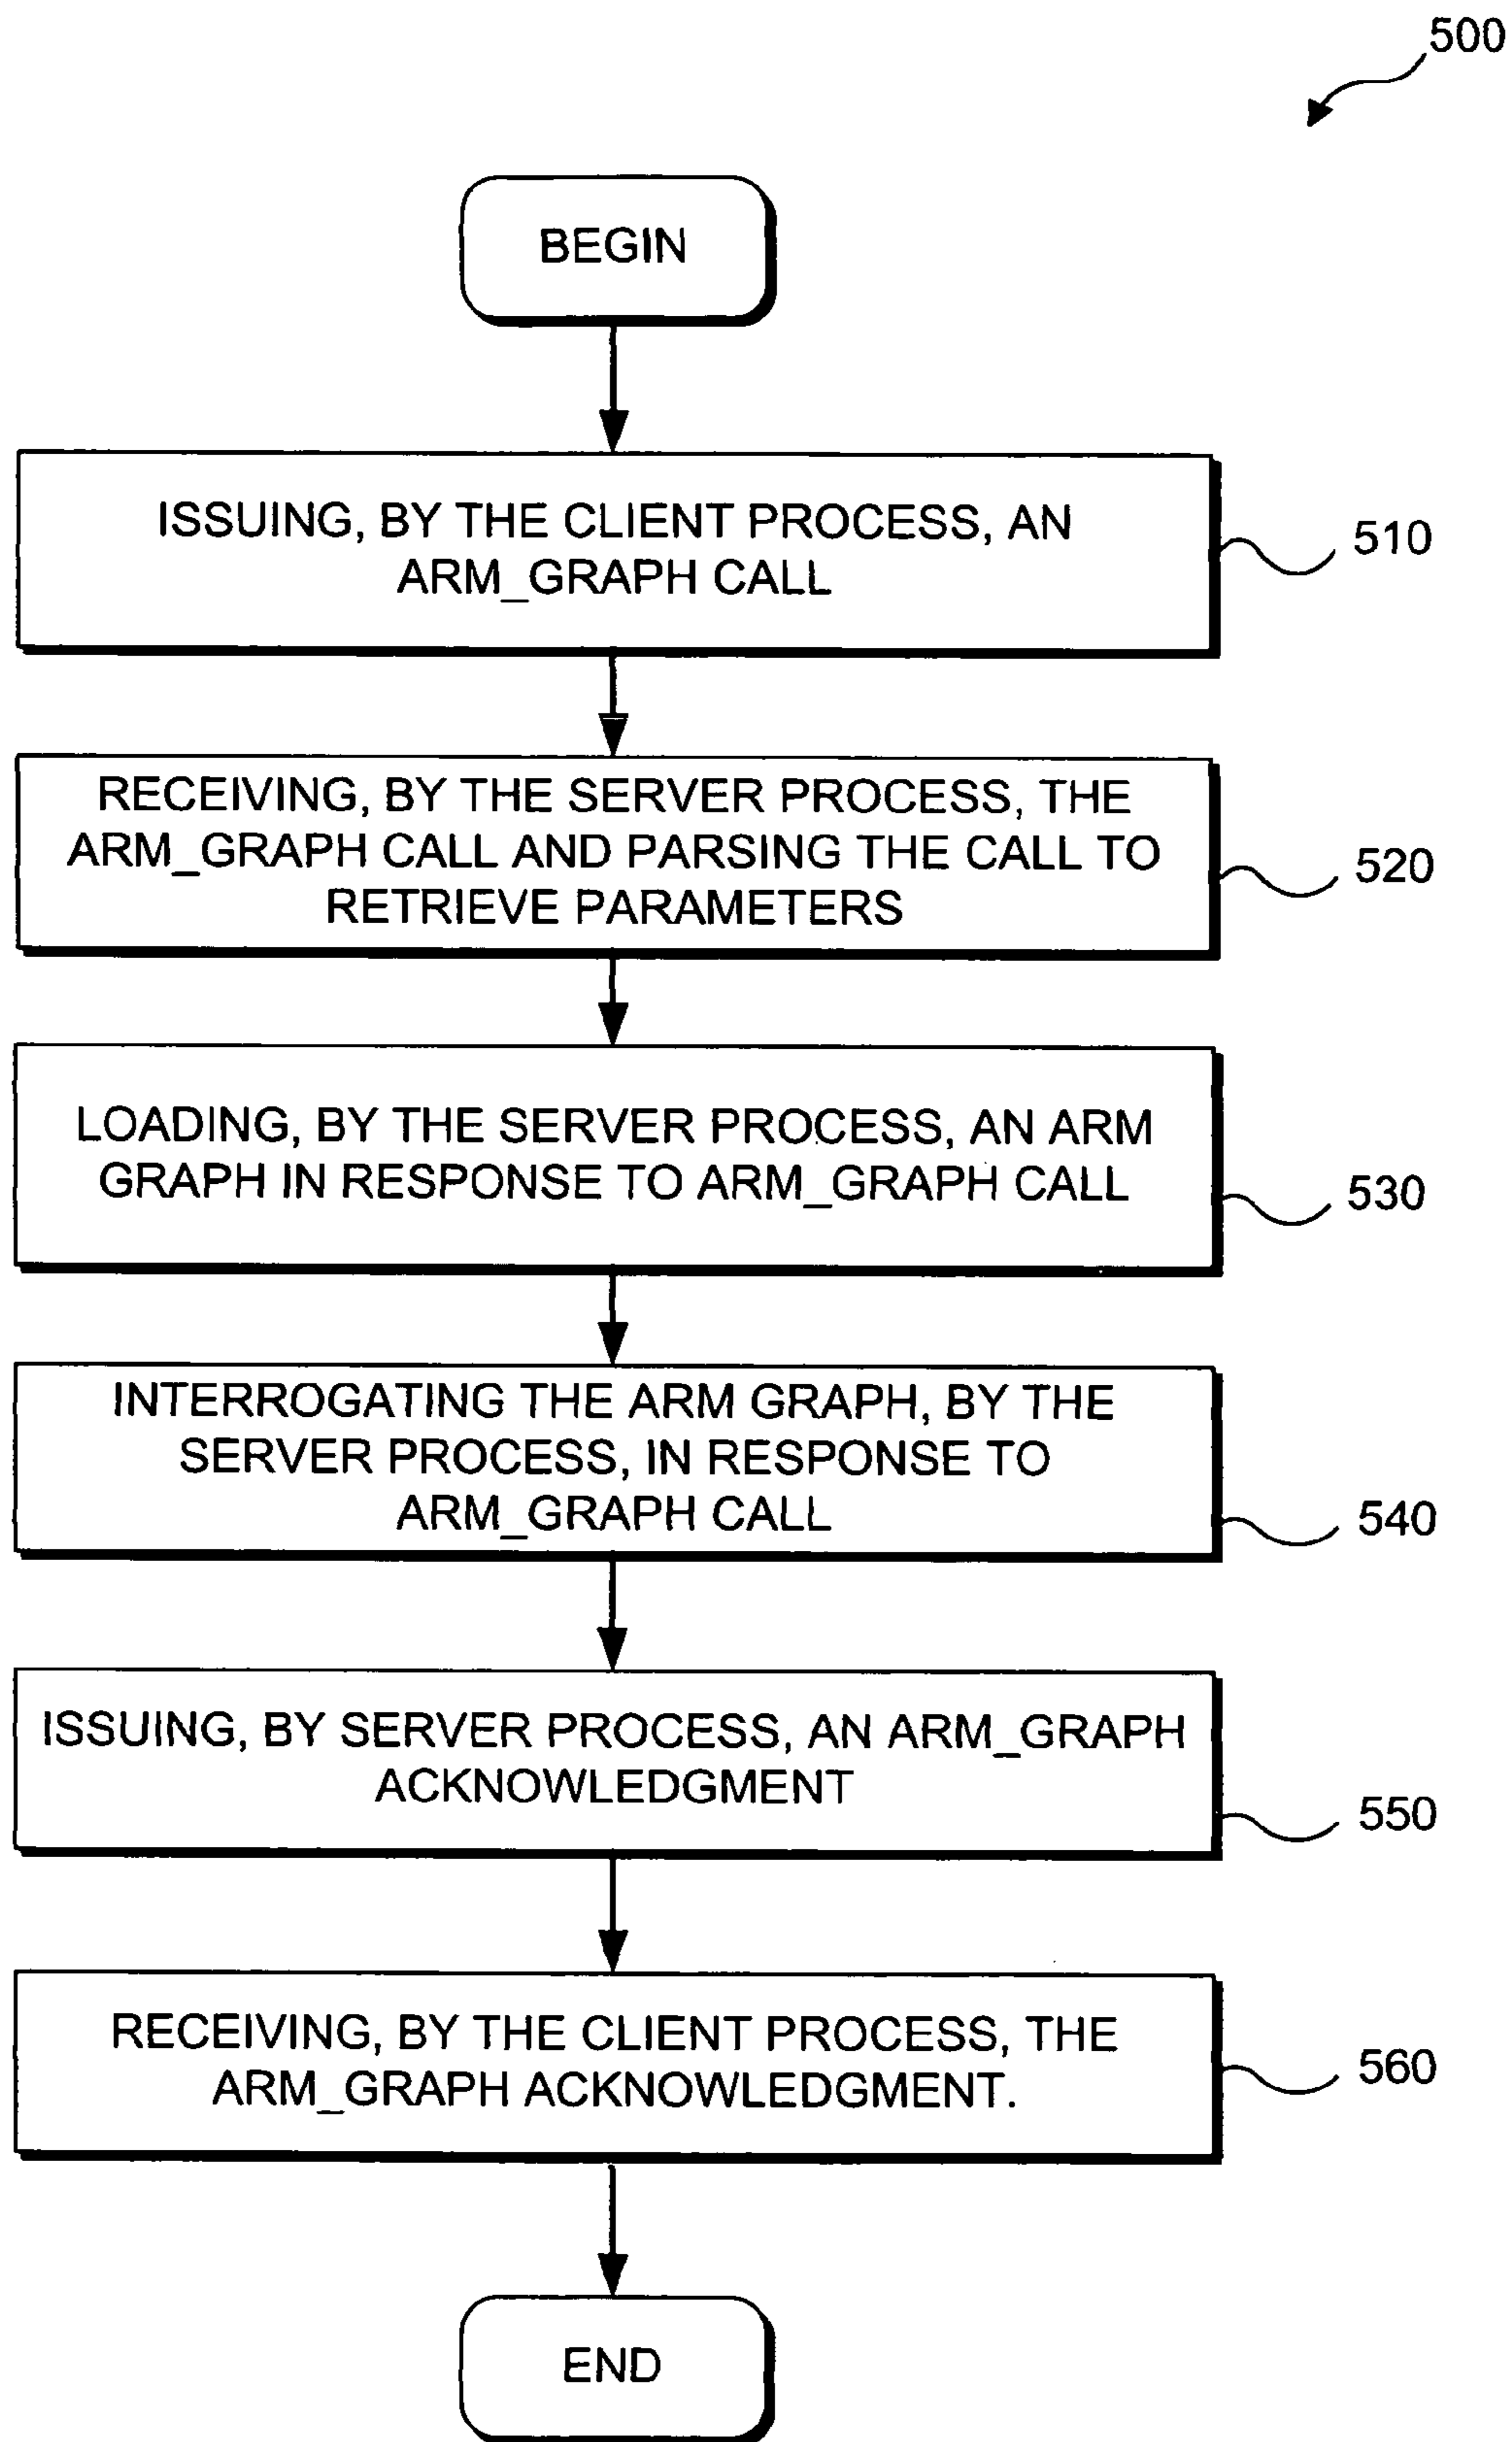 500
BEGIN
ISSUING, BY THE CLIENT PROCESS, AN
ARM_GRAPH CALL
510
RECEIVING, BY THE SERVER PROCESS, THE
ARM_GRAPH CALL AND PARSING THE CALL TO
RETRIEVE PARAMETERS
520
LOADING, BY THE SERVER PROCESS, AN ARM
GRAPH IN RESPONSE TO ARM_GRAPH CALL
530
INTERROGATING THE ARM GRAPH, BY THE
SERVER PROCESS, IN RESPONSE TO
ARM_GRAPH CALL
540
ISSUING, BY SERVER PROCESS, AN ARM_GRAPH
ACKNOWLEDGMENT
550
RECEIVING, BY THE CLIENT PROCESS, THE
ARM_GRAPH ACKNOWLEDGMENT.
560
END